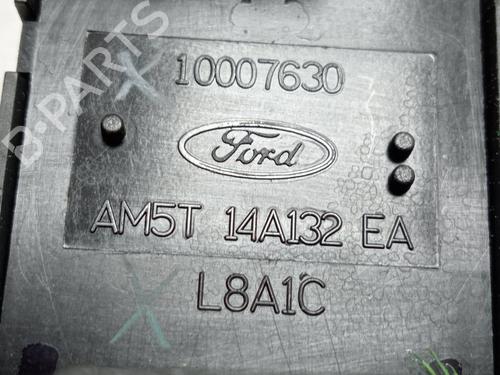 10007630
Ford
AM5T 14A132 EA
L8A1C
B-PARTS